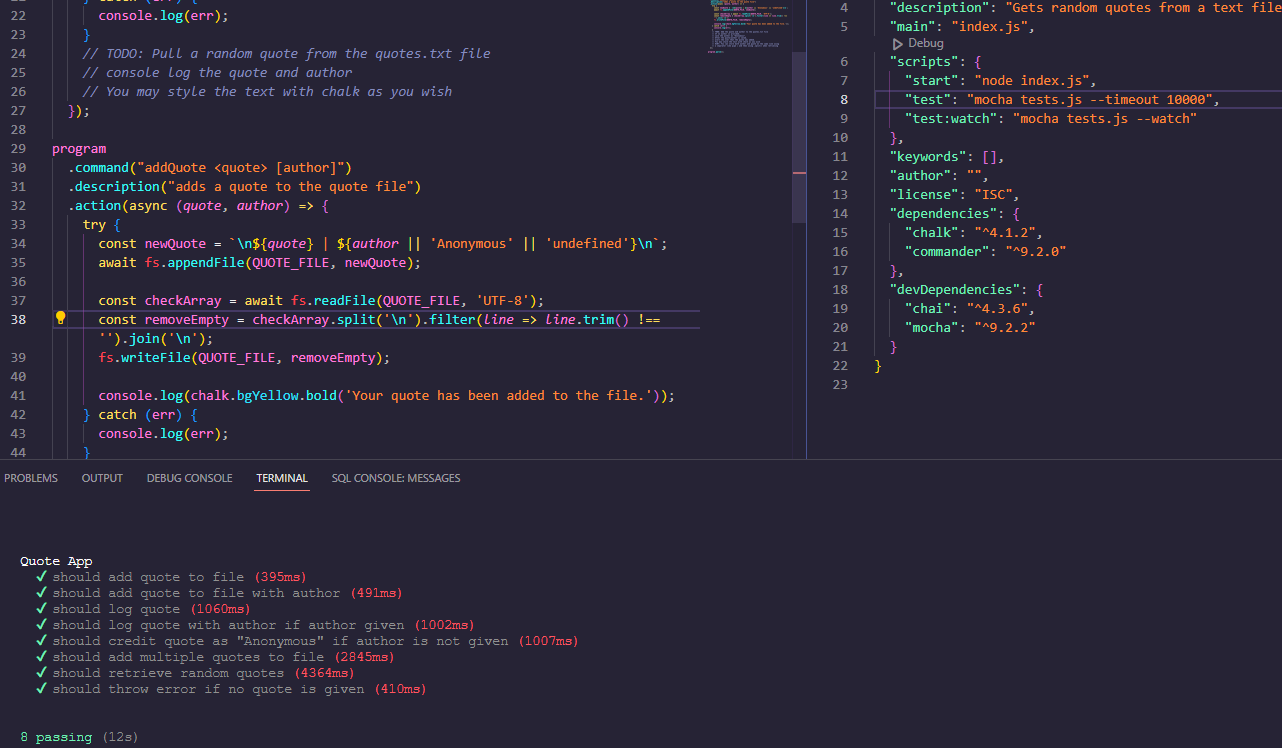 22 console.log(err);
23 }
24 // TODO: Pull a random quote from the quotes.txt file
25 // console log the quote and author
26 // You may style the text with chalk as you wish
27 });
28
29 program
30 .command("addQuote <quote> [author]")
31 .description("adds a quote to the quote file")
32 .action(async (quote, author) => {
33 try {
34 const newQuote = `\n${quote} | ${author || 'Anonymous' || 'undefined'}\n`;
35 await fs.appendFile(QUOTE_FILE, newQuote);
36
37 const checkArray = await fs.readFile(QUOTE_FILE, 'UTF-8');
38 const removeEmpty = checkArray.split('\n').filter(line => line.trim() !==
'').join('\n');
39 fs.writeFile(QUOTE_FILE, removeEmpty);
40
41 console.log(chalk.bgYellow.bold('Your quote has been added to the file.'));
42 } catch (err) {
43 console.log(err);
44 }
4 "description": "Gets random quotes from a text file
5 "main": "index.js",
Debug
6 "scripts": {
7 "start": "node index.js",
8 "test": "mocha tests.js --timeout 10000",
9 "test:watch": "mocha tests.js --watch"
10 },
11 "keywords": [],
12 "author": "",
13 "license": "ISC",
14 "dependencies": {
15 "chalk": "^4.1.2",
16 "commander": "^9.2.0"
17 },
18 "devDependencies": {
19 "chai": "^4.3.6",
20 "mocha": "^9.2.2"
21 }
22 }
23
PROBLEMS OUTPUT DEBUG CONSOLE TERMINAL SQL CONSOLE: MESSAGES
Quote App
✓ should add quote to file (395ms)
✓ should add quote to file with author (491ms)
✓ should log quote (1060ms)
✓ should log quote with author if author given (1002ms)
✓ should credit quote as "Anonymous" if author is not given (1007ms)
✓ should add multiple quotes to file (2845ms)
✓ should retrieve random quotes (4364ms)
✓ should throw error if no quote is given (410ms)
8 passing (12s)